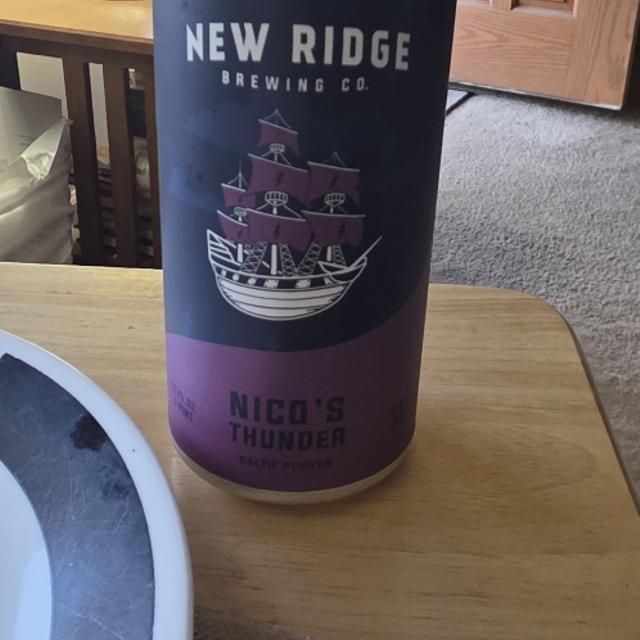 NEW RIDGE
BREWING CO.
NICO'S
THUNDER
BALTIC PORTER